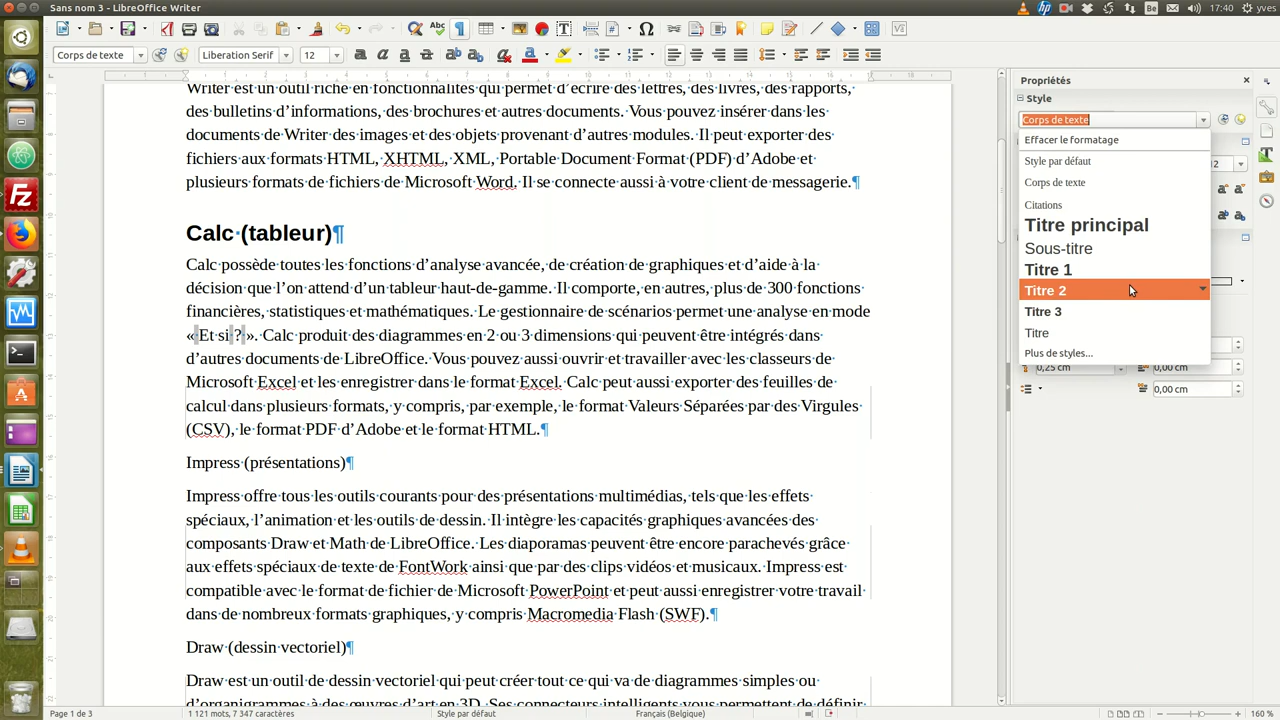 Sans nom 3 - LibreOffice Writer
Be
17:40
yves
Corps de texte
Liberation Serif
12
Propriétés
Style
Corps de texte
Effacer le formatage
Style par défaut
Corps de texte
Citations
Titre principal
Sous-titre
Titre 1
Titre 2
Titre 3
Titre
Plus de styles...
0,25 cm
0,00 cm
0,00 cm
Writer est un outil riche en fonctionnalités qui permet d’écrire des lettres, des livres, des rapports,
des bulletins d’informations, des brochures et autres documents. Vous pouvez insérer dans les
documents de Writer des images et des objets provenant d’autres modules. Il peut exporter des
fichiers aux formats HTML, XHTML, XML, Portable Document Format (PDF) d’Adobe et
plusieurs formats de fichiers de Microsoft Word. Il se connecte aussi à votre client de messagerie.¶
Calc (tableur)¶
Calc possède toutes les fonctions d’analyse avancée, de création de graphiques et d’aide à la
décision que l’on attend d’un tableur haut-de-gamme. Il comporte, en autres, plus de 300 fonctions
financières, statistiques et mathématiques. Le gestionnaire de scénarios permet une analyse en mode
« Et si ? ». Calc produit des diagrammes en 2 ou 3 dimensions qui peuvent être intégrés dans
d’autres documents de LibreOffice. Vous pouvez aussi ouvrir et travailler avec les classeurs de
Microsoft Excel et les enregistrer dans le format Excel. Calc peut aussi exporter des feuilles de
calcul dans plusieurs formats, y compris, par exemple, le format Valeurs Séparées par des Virgules
(CSV), le format PDF d’Adobe et le format HTML.¶
Impress (présentations)¶
Impress offre tous les outils courants pour des présentations multimédias, tels que les effets
spéciaux, l’animation et les outils de dessin. Il intègre les capacités graphiques avancées des
composants Draw et Math de LibreOffice. Les diaporamas peuvent être encore parachevés grâce
aux effets spéciaux de texte de FontWork ainsi que par des clips vidéos et musicaux. Impress est
compatible avec le format de fichier de Microsoft PowerPoint et peut aussi enregistrer votre travail
dans de nombreux formats graphiques, y compris Macromedia Flash (SWF).¶
Draw (dessin vectoriel)¶
Draw est un outil de dessin vectoriel qui peut créer tout ce qui va de diagrammes simples ou
d’organigrammes à des œuvres d’art en 3D. Ses connecteurs intelligents vous permettent de définir
Page 1 de 3
1 121 mots, 7 347 caractères
Style par défaut
Français (Belgique)
160 %